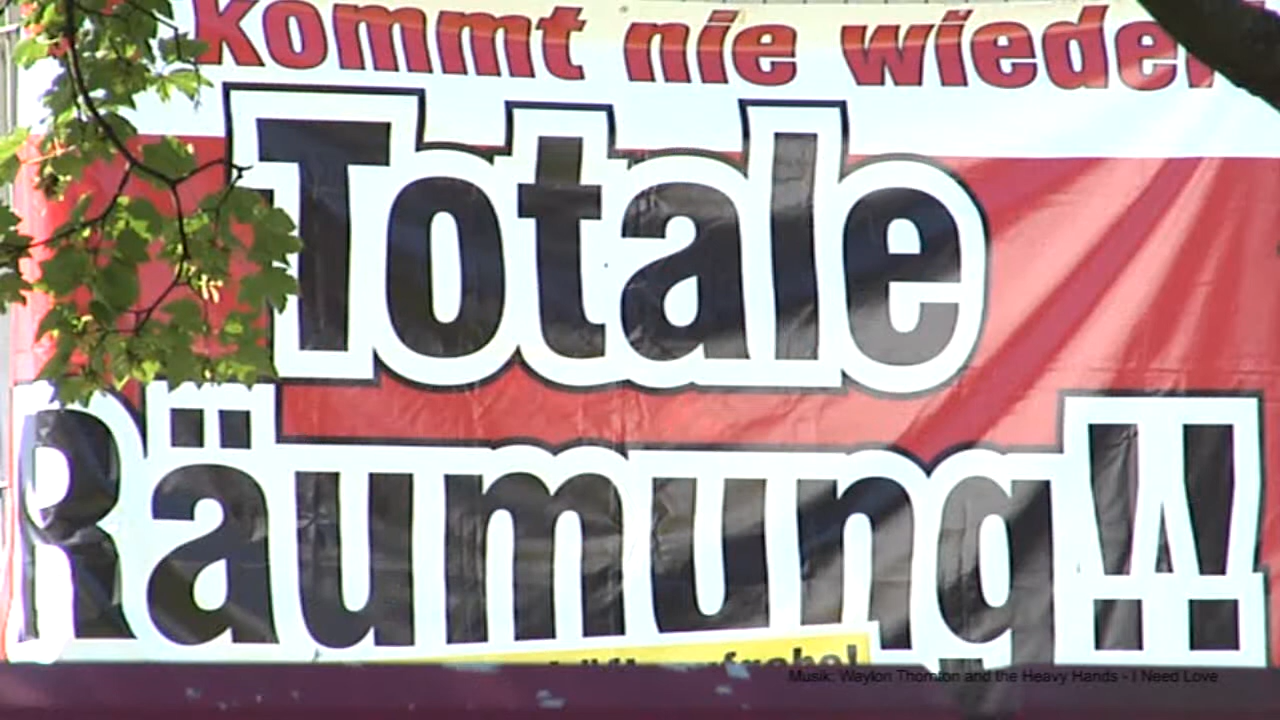 kommt nie wieder
Totale
Räumung!!
Musik: Waylon Thornton and the Heavy Hands - I Need Love